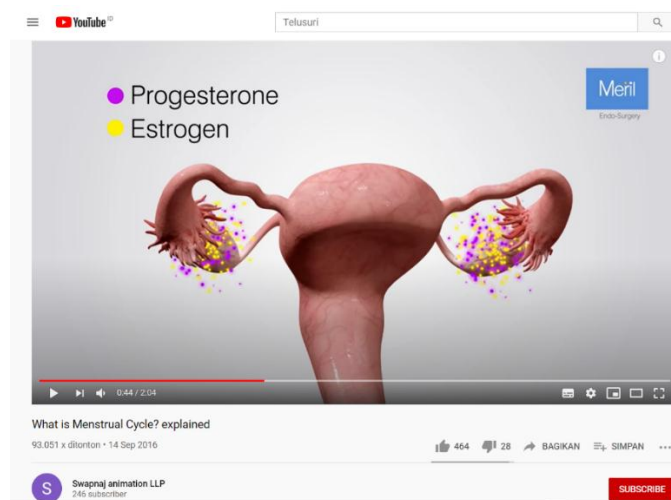 YouTube ID
Telusuri
Progesterone
Estrogen
Meril
Endo-Surgery
0:44 / 2:04
What is Menstrual Cycle? explained
93.051 x ditonton • 14 Sep 2016
464
28
BAGIKAN
SIMPAN
S
Swapnaj animation LLP
246 subscriber
SUBSCRIBE